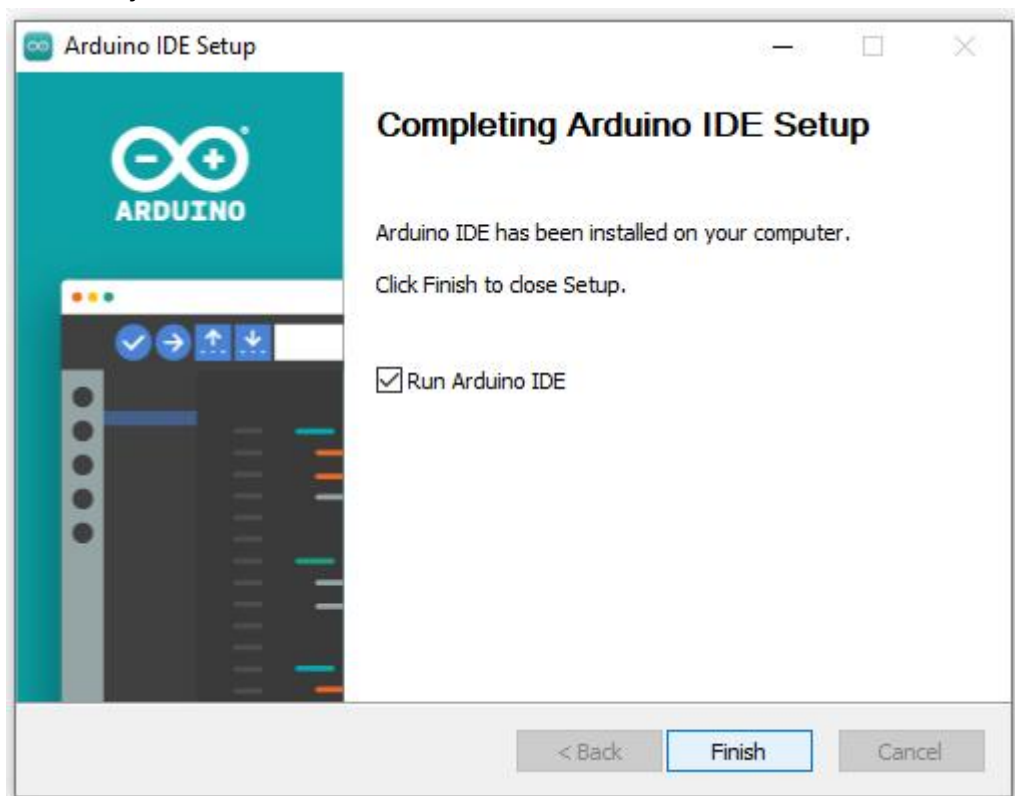 Arduino IDE Setup
ARDUINO
Completing Arduino IDE Setup
Arduino IDE has been installed on your computer.
Click Finish to close Setup.
Run Arduino IDE
< Back
Finish
Cancel